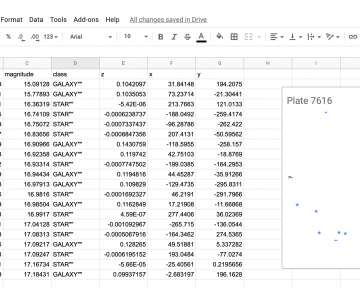 Format Data Tools Add-ons Help All changes saved in Drive
% .0 .00 123 Arial 10 B I S A
C D E F G H I
magnitude class z x y
15.09128 GALAXY"" 0.1042097 31.84148 194.2075
15.77893 GALAXY"" 0.1035053 73.23714 -21.30441
16.36319 STAR"" -5.42E-06 213.7663 121.0133
16.38104 STAR"" -0.0006238737 -188.0492 -259.4174
16.75072 STAR"" -0.0007337437 -96.28786 -262.422
16.83656 STAR"" -0.0008847356 207.4131 -50.59562
16.90966 GALAXY"" 0.1430759 -118.5955 -258.157
16.92358 GALAXY"" 0.119742 42.75103 -18.8769
16.93314 STAR"" -0.0007747502 -199.0385 -164.2953
16.94434 GALAXY"" 0.1194816 44.45287 -35.91266
16.97913 GALAXY"" 0.109829 -129.4735 -295.8311
16.9816 STAR"" -0.0001692327 46.2191 -291.7966
16.98504 GALAXY"" 0.1162849 17.21908 -11.66868
16.9917 STAR"" 4.59E-07 277.4406 36.02369
17.04128 STAR"" -0.001092967 -265.715 -136.0544
17.08313 STAR"" -0.0005067916 -164.3462 274.5365
17.09217 GALAXY"" 0.128265 49.51881 5.337282
17.09247 STAR"" -0.0006195152 193.0484 -77.0274
17.16734 STAR"" -5.66E-05 -25.40561 0.2195656
17.18431 GALAXY"" 0.09937157 -2.683197 196.1628
Plate 7616
y